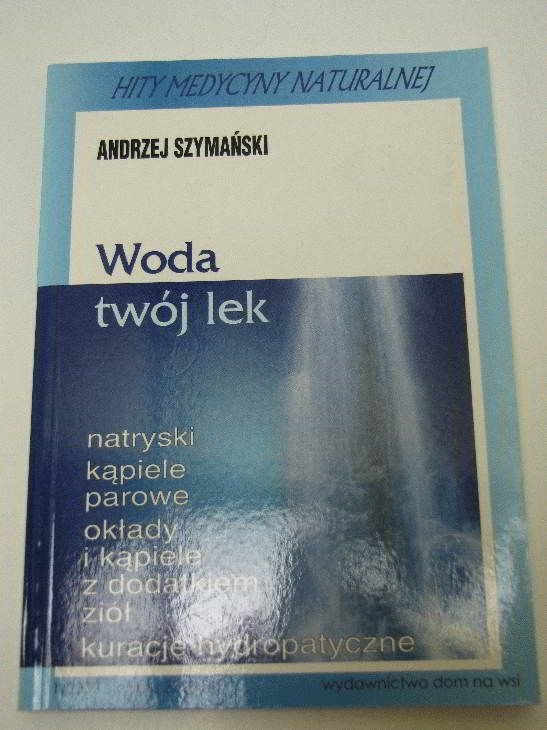 HITY MEDYCYNY NATURALNEJ
ANDRZEJ SZYMAŃSKI
Woda
twój lek
natryski
kąpiele
parowe
okłady
i kąpiele
z dodatkiem
ziół
kuracje hydropatyczne
wydawnictwo dom na wsi